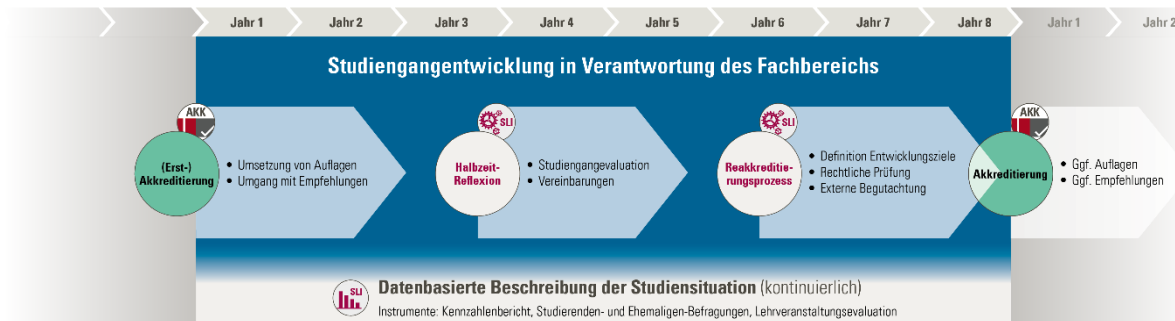 Jahr 1 Jahr 2 Jahr 3 Jahr 4 Jahr 5 Jahr 6 Jahr 7 Jahr 8 Jahr 1 Jahr 2
Studiengangentwicklung in Verantwortung des Fachbereichs
AKK
(Erst-)
Akkreditierung
• Umsetzung von Auflagen
• Umgang mit Empfehlungen
SLI
Halbzeit-
Reflexion
• Studiengangevaluation
• Vereinbarungen
SLI
Reakkreditie-
rungsprozess
• Definition Entwicklungsziele
• Rechtliche Prüfung
• Externe Begutachtung
AKK
Akkreditierung
• Ggf. Auflagen
• Ggf. Empfehlungen
SLI
Datenbasierte Beschreibung der Studiensituation (kontinuierlich)
Instrumente: Kennzahlenbericht, Studierenden- und Ehemaligen-Befragungen, Lehrveranstaltungsevaluation